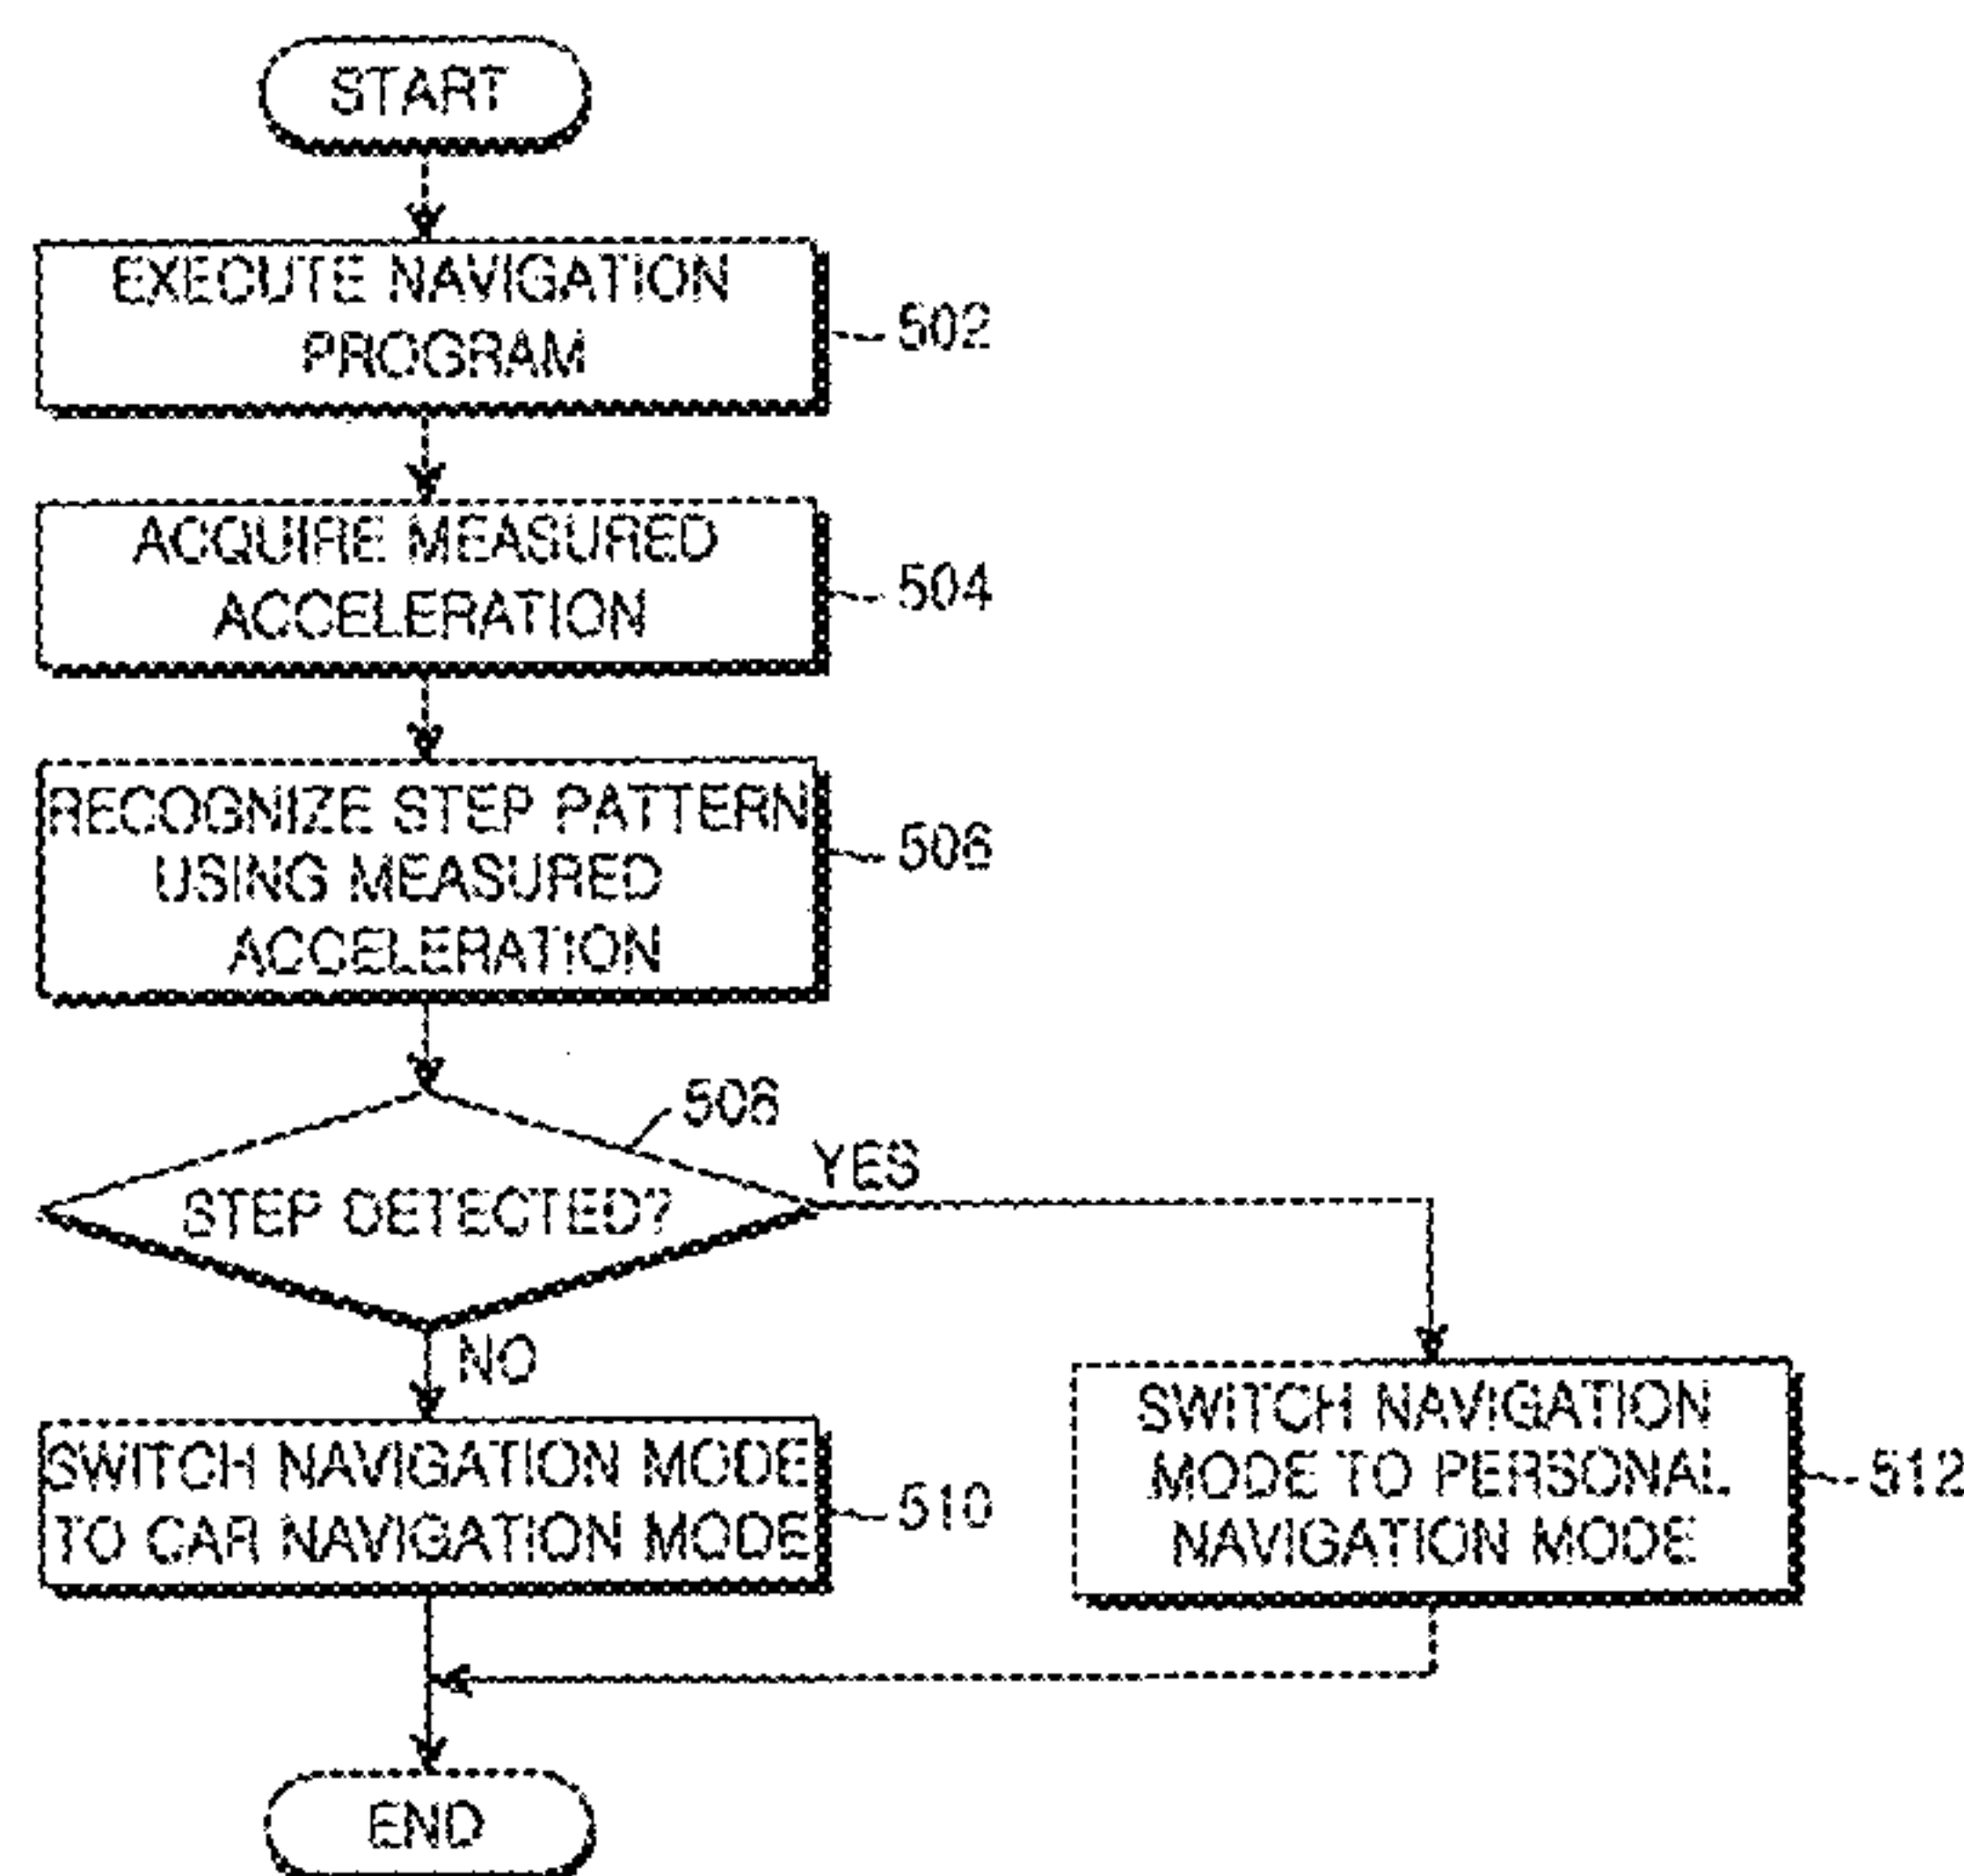 START
EXECUTE NAVIGATION
PROGRAM
502
ACQUIRE MEASURED
ACCELERATION
504
RECOGNIZE STEP PATTERN
USING MEASURED
ACCELERATION
506
508
STEP DETECTED?
YES
NO
SWITCH NAVIGATION MODE
TO CAR NAVIGATION MODE
510
SWITCH NAVIGATION
MODE TO PERSONAL
NAVIGATION MODE
512
END